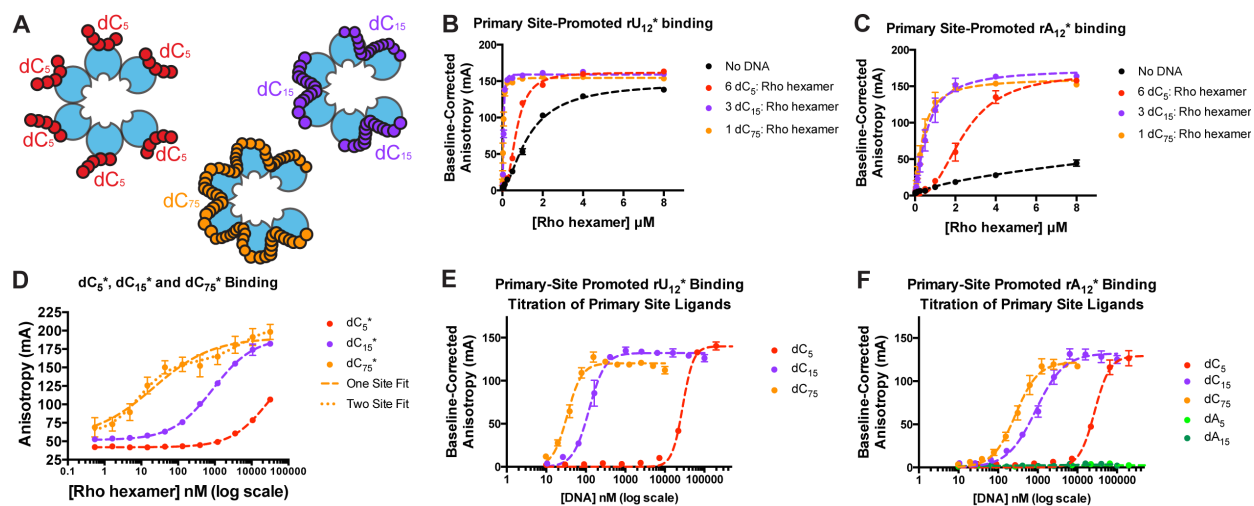 A
dC5
dC5
dC5
dC5
dC5
dC5
dC15
dC15
dC15
dC75
B
Primary Site-Promoted rU12* binding
Baseline-Corrected
Anisotropy (mA)
200
150
100
50
0
0 2 4 6 8
[Rho hexamer] µM
No DNA
6 dC5: Rho hexamer
3 dC15: Rho hexamer
1 dC75: Rho hexamer
C
Primary Site-Promoted rA12* binding
Baseline-Corrected
Anisotropy (mA)
200
150
100
50
0
0 2 4 6 8
[Rho hexamer] µM
No DNA
6 dC5: Rho hexamer
3 dC15: Rho hexamer
1 dC75: Rho hexamer
D
dC5*, dC15* and dC75* Binding
Anisotropy (mA)
225
200
175
150
125
100
75
50
25
0.1 1 10 100 1000 10000 100000
[Rho hexamer] nM (log scale)
dC5*
dC15*
dC75*
One Site Fit
Two Site Fit
E
Primary-Site Promoted rU12* Binding
Titration of Primary Site Ligands
Baseline-Corrected
Anisotropy (mA)
150
100
50
0
1 10 100 1000 10000 100000
[DNA] nM (log scale)
dC5
dC15
dC75
F
Primary-Site Promoted rA12* Binding
Titration of Primary Site Ligands
Baseline-Corrected
Anisotropy (mA)
150
100
50
0
1 10 100 1000 10000 100000
[DNA] nM (log scale)
dC5
dC15
dC75
dA5
dA15